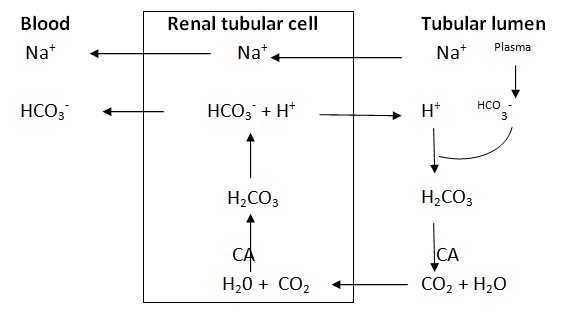 Blood Renal tubular cell Tubular lumen
Na⁺ Na⁺ Na⁺ Plasma
HCO₃⁻ HCO₃⁻ + H⁺ H⁺ HCO₃⁻
H₂CO₃ H₂CO₃
CA CA
H₂0 + CO₂ CO₂ + H₂O